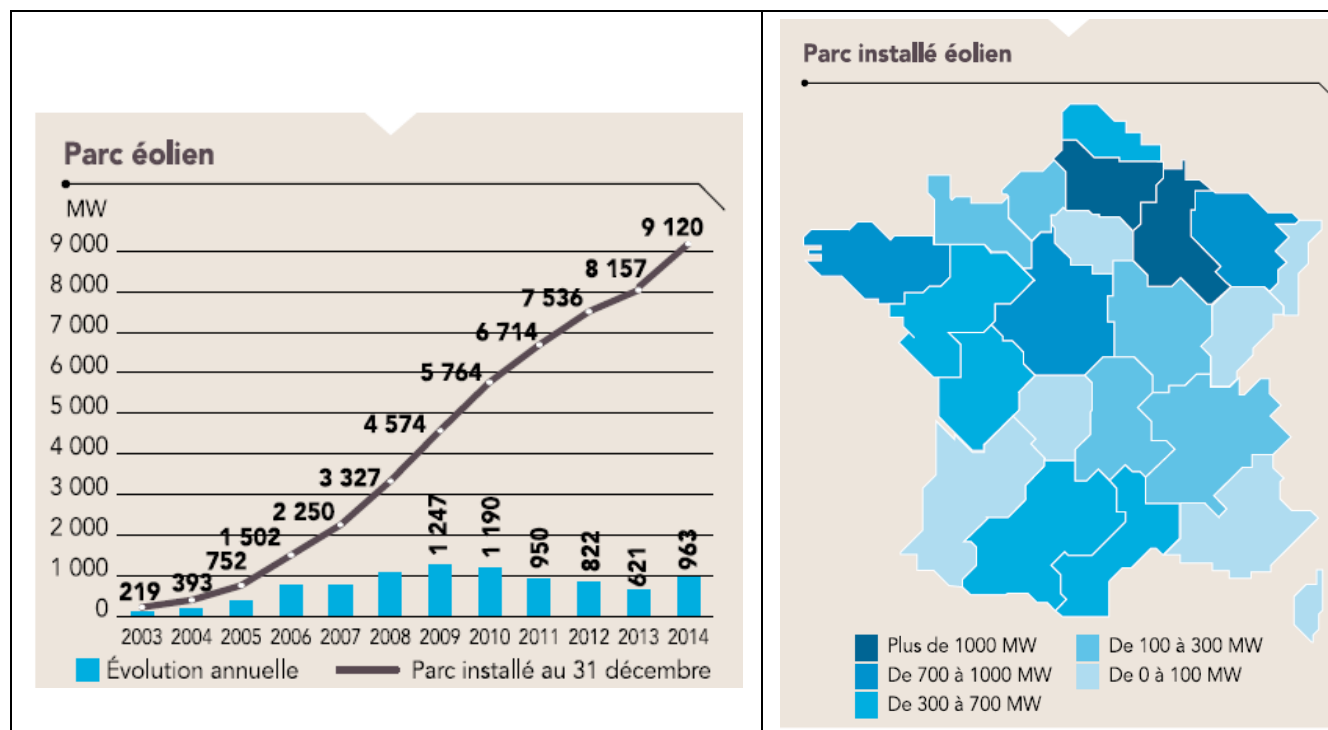 Parc éolien
MW
9 000
8 000
7 000
6 000
5 000
4 000
3 000
2 000
1 000
0
219
393
752
1 502
2 250
3 327
4 574
5 764
6 714
7 536
8 157
9 120
1 247
1 190
950
822
621
963
2003 2004 2005 2006 2007 2008 2009 2010 2011 2012 2013 2014
Évolution annuelle
Parc installé au 31 décembre
Parc installé éolien
Plus de 1000 MW
De 700 à 1000 MW
De 300 à 700 MW
De 100 à 300 MW
De 0 à 100 MW